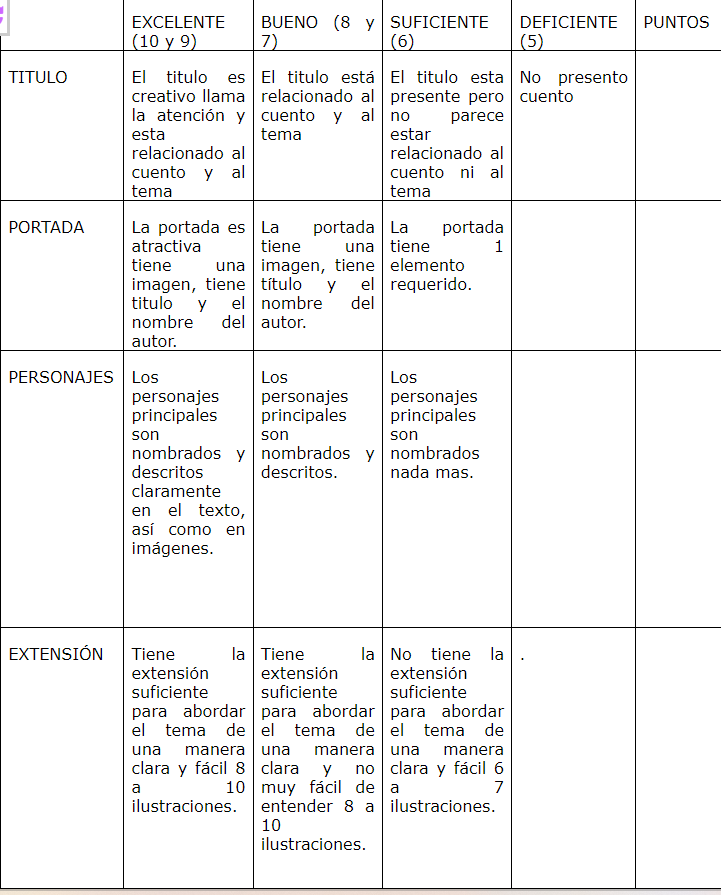 EXCELENTE
(10 y 9)
BUENO (8 y
7)
SUFICIENTE
(6)
DEFICIENTE
(5)
PUNTOS
TITULO
El titulo es
creativo llama
la atención y
esta
relacionado al
cuento y al
tema
El titulo está
relacionado al
cuento y al
tema
El titulo esta
presente pero
no parece
estar
relacionado al
cuento ni al
tema
No presento
cuento
PORTADA
La portada es
atractiva
tiene una
imagen, tiene
titulo y el
nombre del
autor.
La portada
tiene una
imagen, tiene
título y el
nombre del
autor.
La portada
tiene 1
elemento
requerido.
PERSONAJES
Los
personajes
principales
son
nombrados y
descritos
claramente
en el texto,
así como en
imágenes.
Los
personajes
principales
son
nombrados y
descritos.
Los
personajes
principales
son
nombrados
nada mas.
EXTENSIÓN
Tiene la
extensión
suficiente
para abordar
el tema de
una manera
clara y fácil 8
a 10
ilustraciones.
Tiene la
extensión
suficiente
para abordar
el tema de
una manera
clara y no
muy fácil de
entender 8 a
10
ilustraciones.
No tiene la
extensión
suficiente
para abordar
el tema de
una manera
clara y fácil 6
a 7
ilustraciones.
.